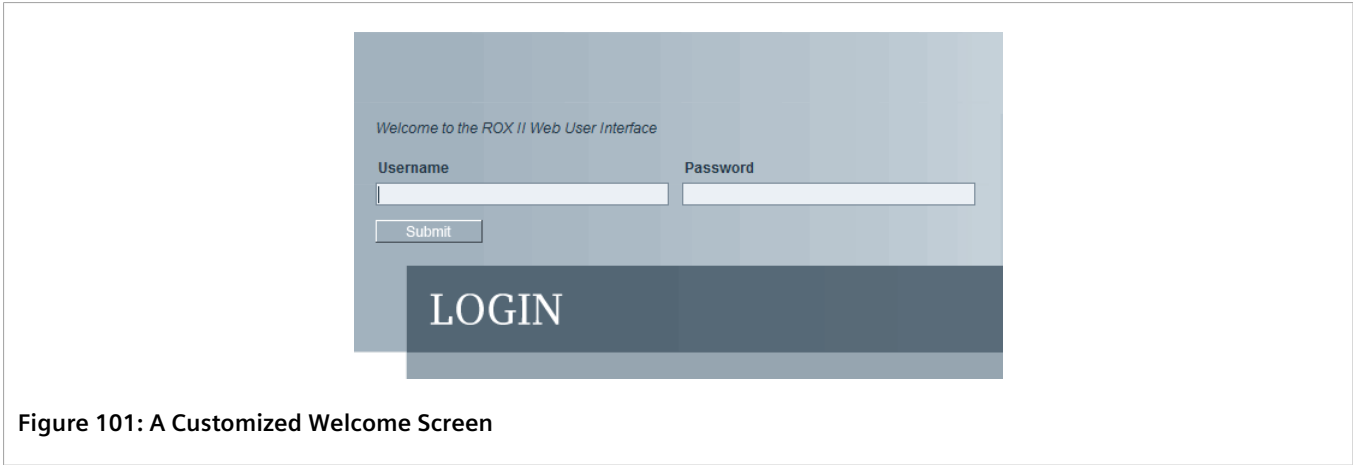 Welcome to the ROX II Web User Interface
Username Password
Submit
LOGIN
Figure 101: A Customized Welcome Screen